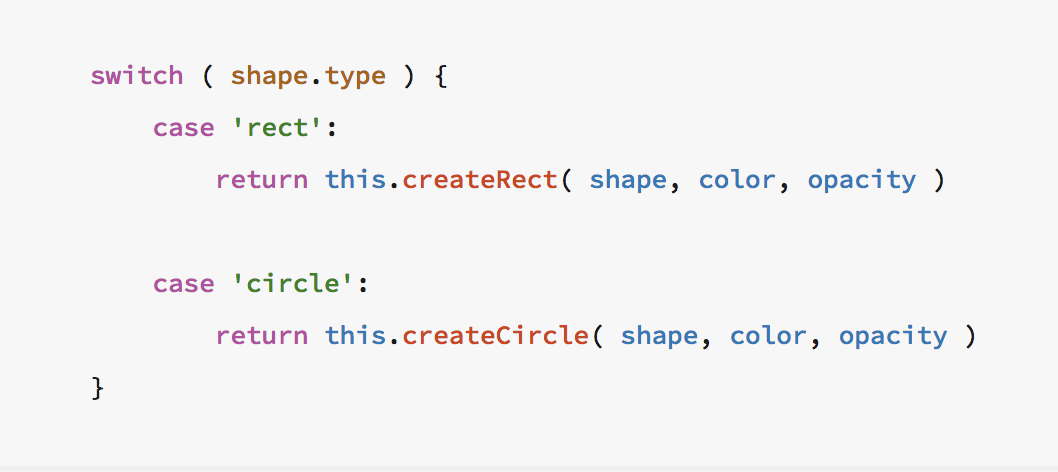 switch ( shape.type ) {
    case 'rect':
        return this.createRect( shape, color, opacity )
    case 'circle':
        return this.createCircle( shape, color, opacity )
}